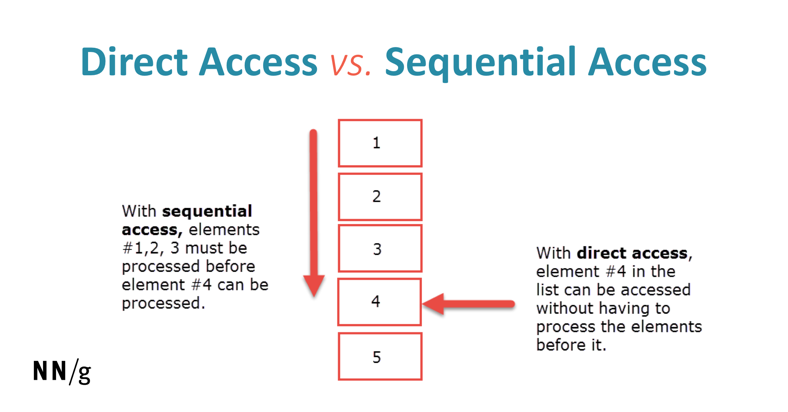 Direct Access vs. Sequential Access
With sequential
access, elements
#1,2, 3 must be
processed before
element #4 can be
processed.
1
2
3
4
5
With direct access,
element #4 in the
list can be accessed
without having to
process the elements
before it.
NN/g